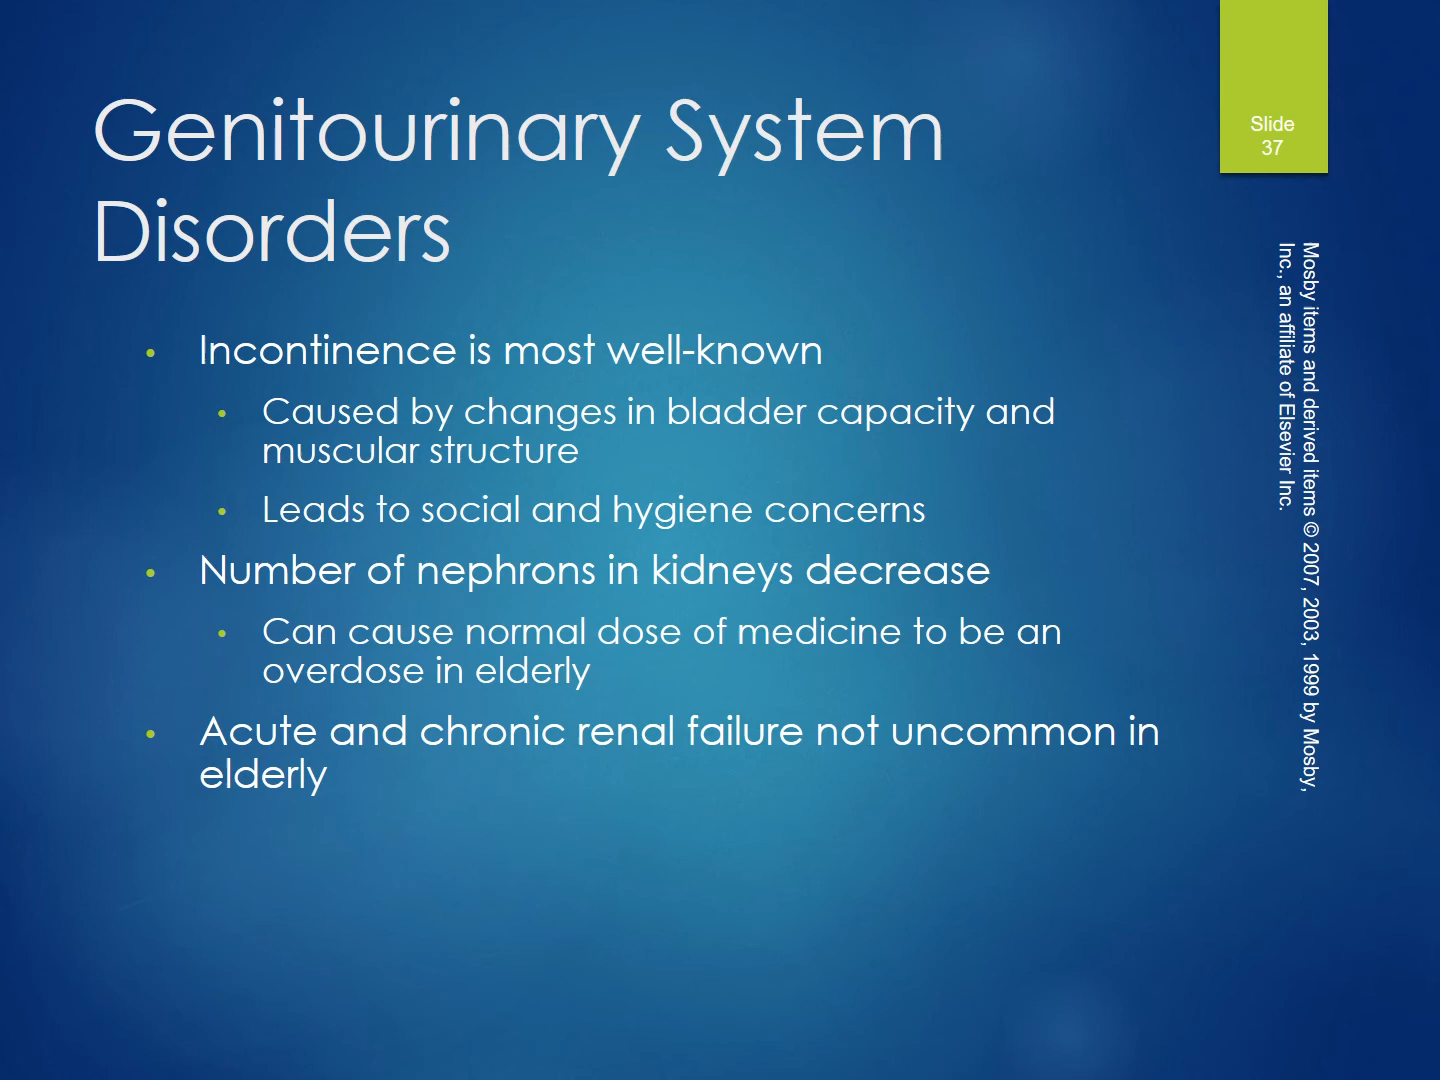 Genitourinary System
Disorders
Slide
37
• Incontinence is most well-known
• Caused by changes in bladder capacity and
muscular structure
• Leads to social and hygiene concerns
• Number of nephrons in kidneys decrease
• Can cause normal dose of medicine to be an
overdose in elderly
• Acute and chronic renal failure not uncommon in
elderly
Mosby items and derived items © 2007, 2003, 1999 by Mosby,
Inc., an affiliate of Elsevier Inc.